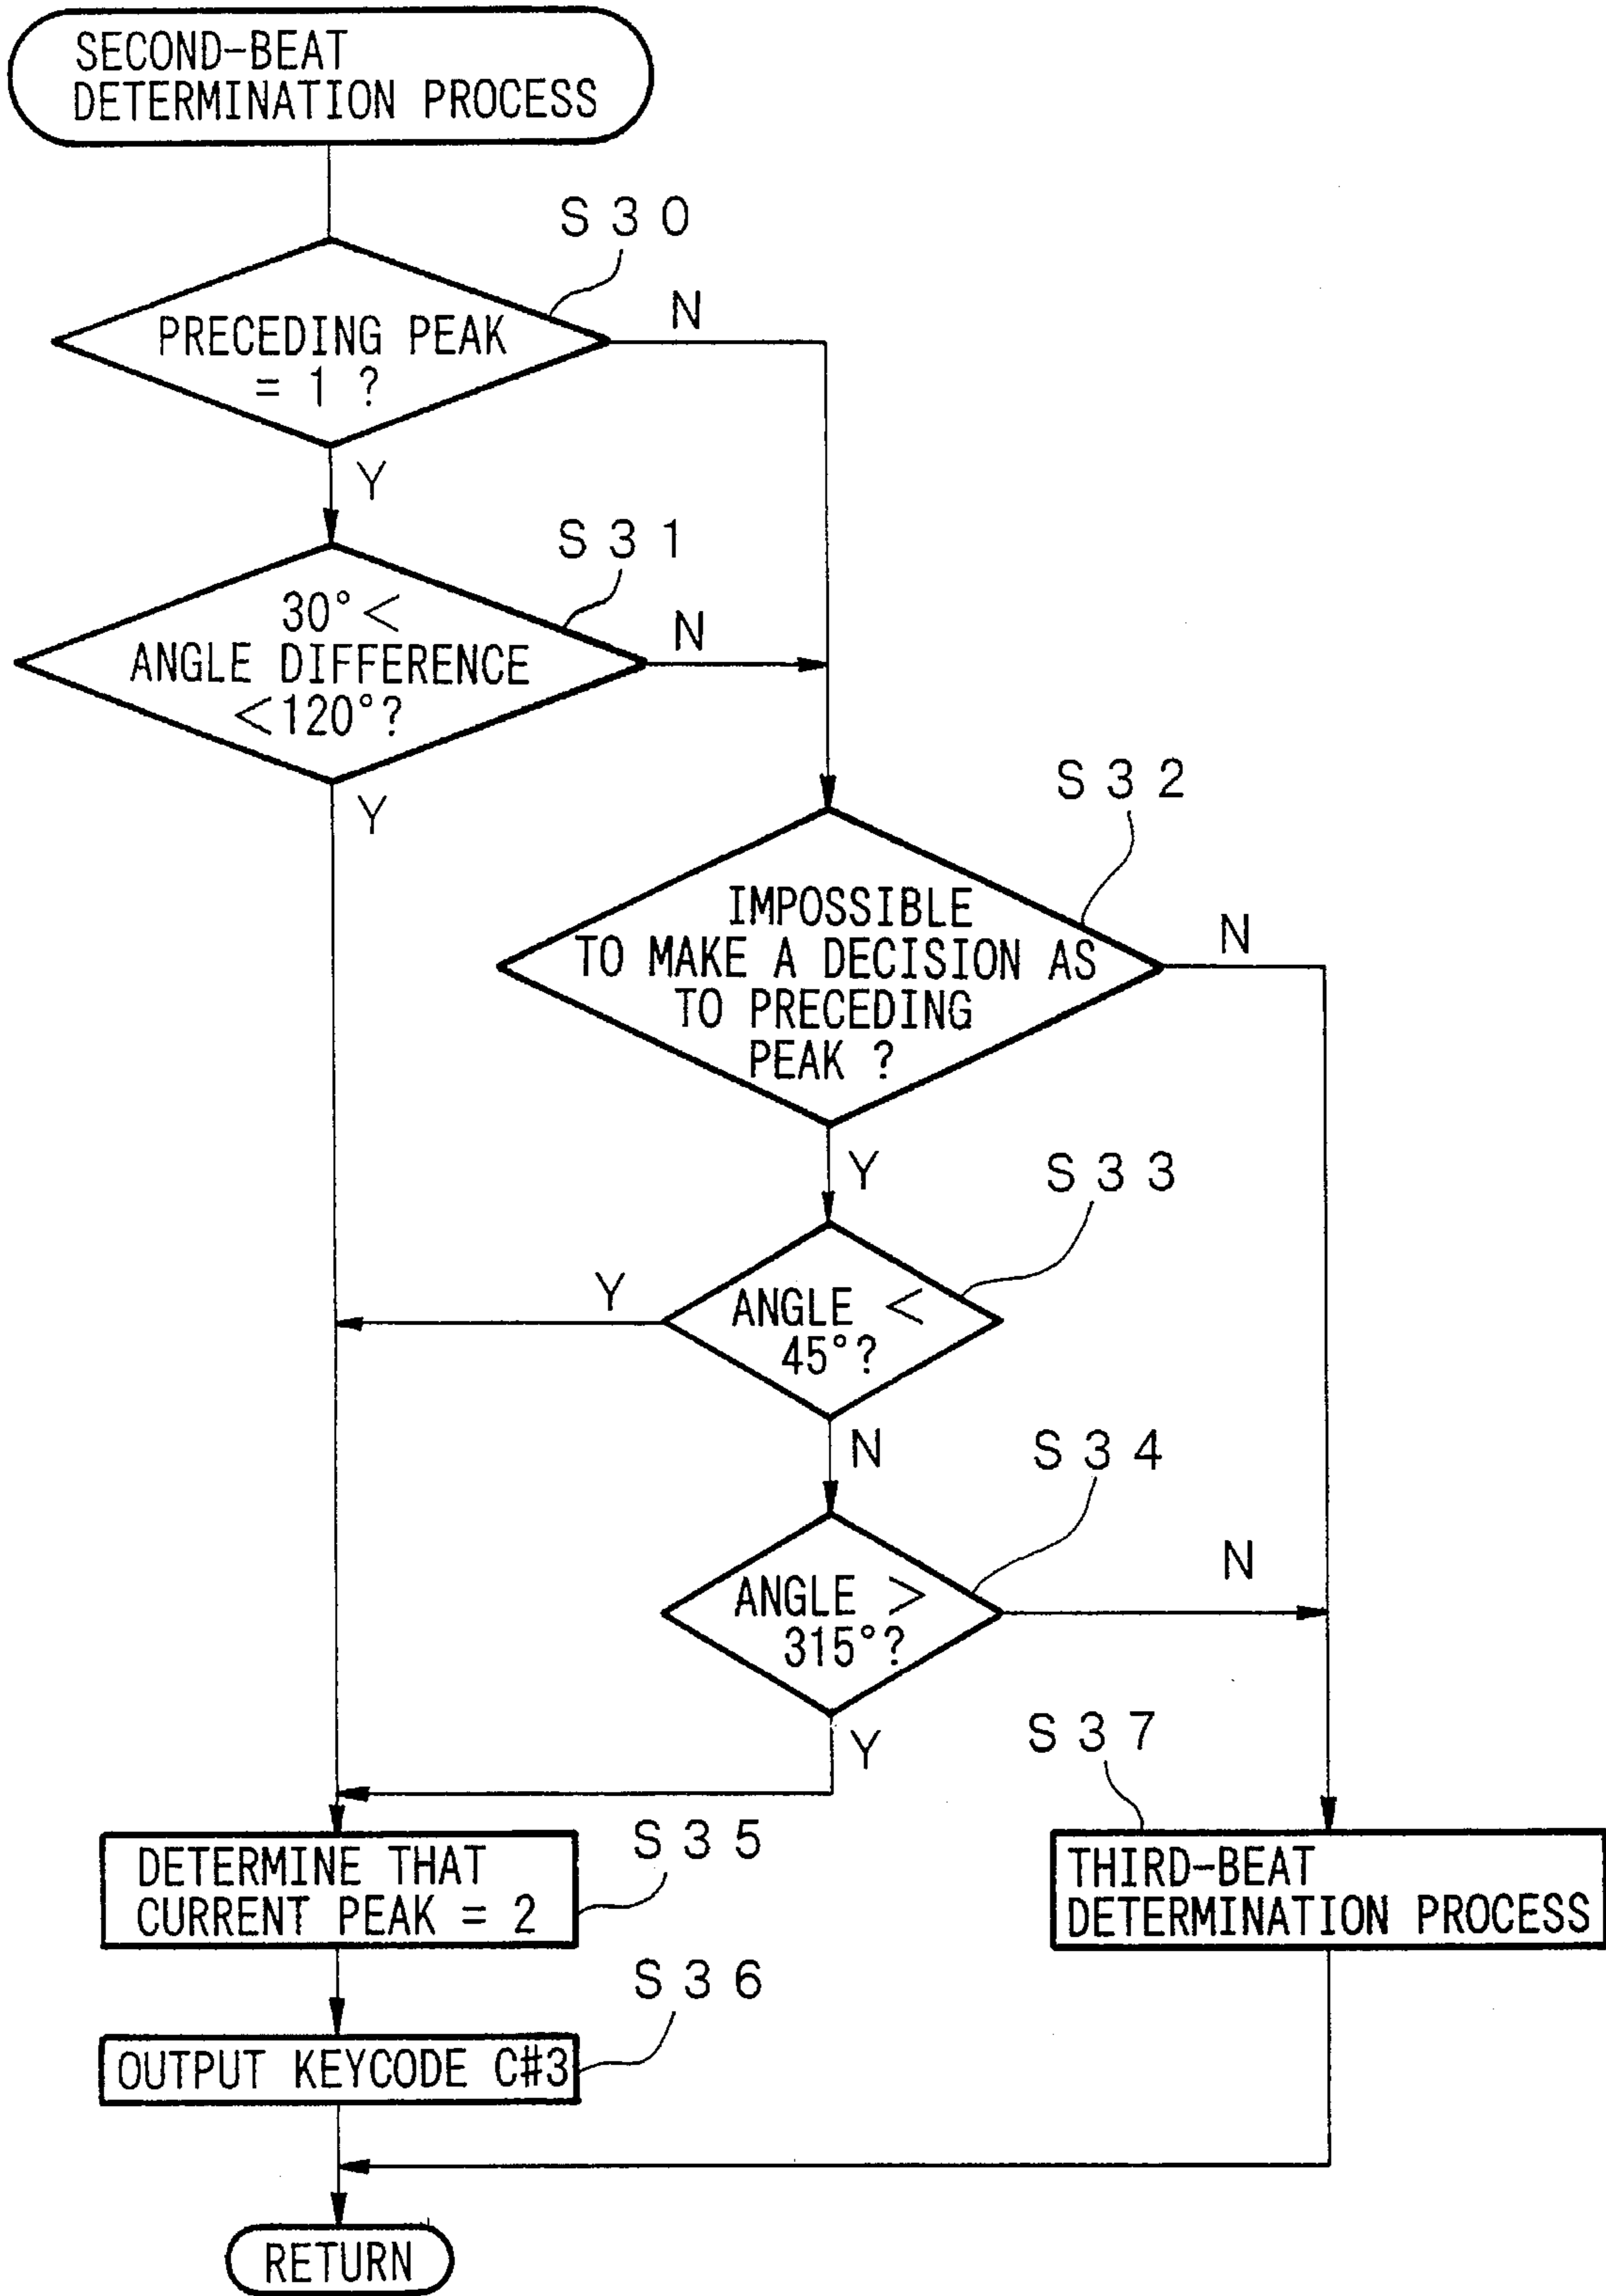 SECOND-BEAT
DETERMINATION PROCESS
S30
PRECEDING PEAK
= 1 ?
N
Y
S31
30° <
ANGLE DIFFERENCE
<120°?
N
Y
S32
IMPOSSIBLE
TO MAKE A DECISION AS
TO PRECEDING
PEAK ?
N
Y
S33
ANGLE <
45°?
Y
N
S34
ANGLE >
315°?
N
Y
S35
DETERMINE THAT
CURRENT PEAK = 2
S37
THIRD-BEAT
DETERMINATION PROCESS
S36
OUTPUT KEYCODE C#3
RETURN